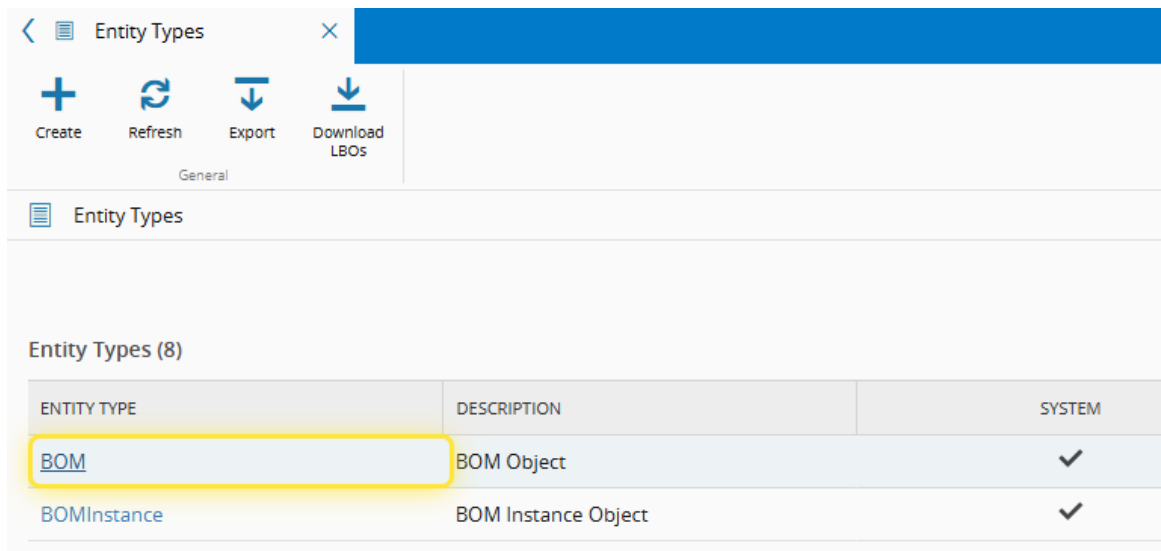 Entity Types
Create Refresh Export Download LBOs
General
Entity Types
Entity Types (8)
ENTITY TYPE DESCRIPTION SYSTEM
BOM BOM Object
BOMInstance BOM Instance Object